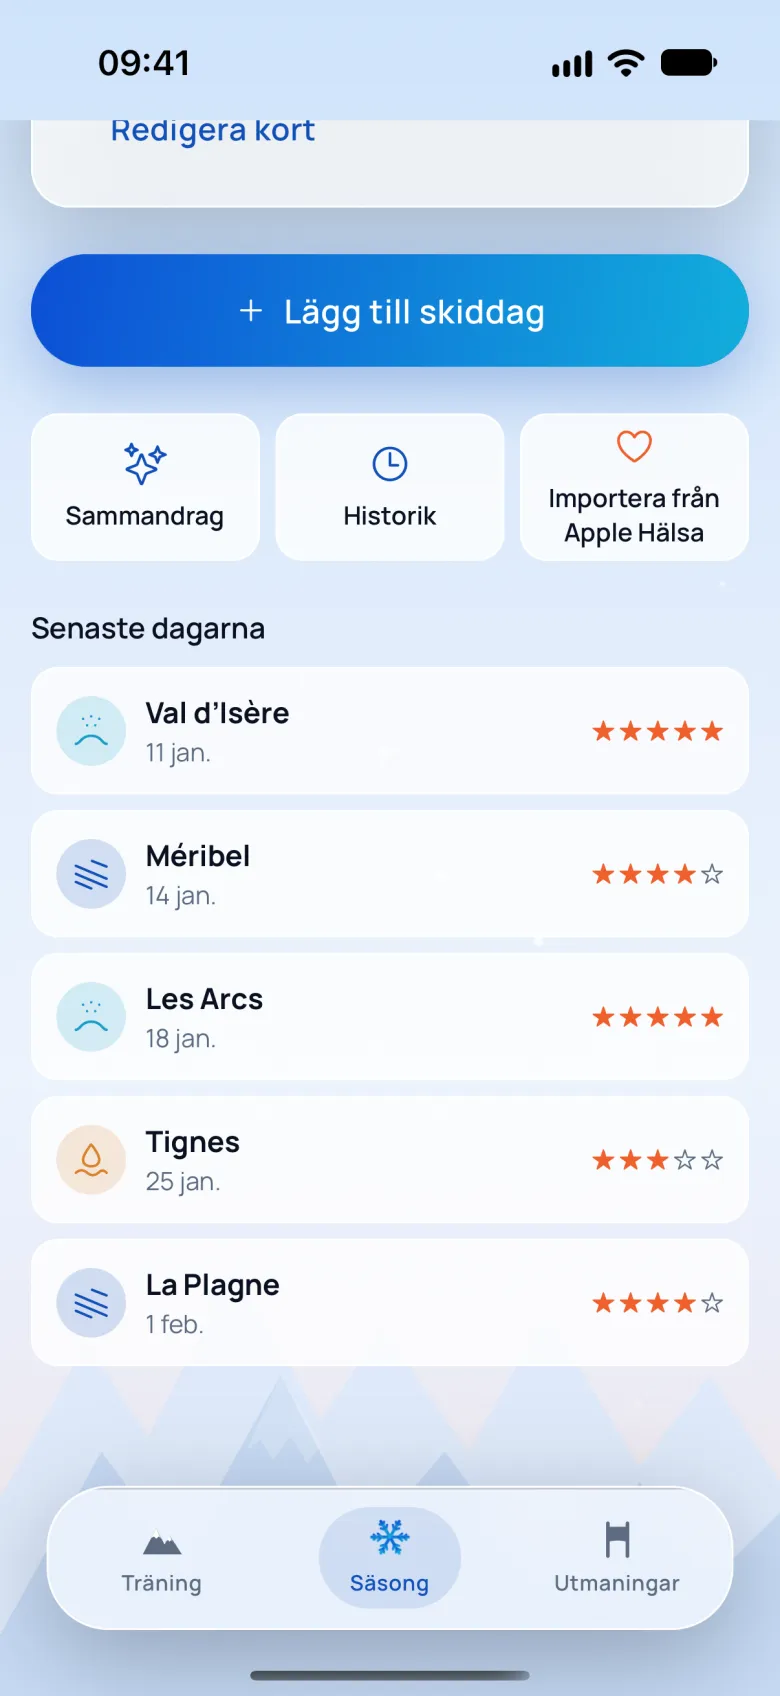 09:41
Redigera kort
+ Lägg till skiddag
Sammandrag
Historik
Importera från
Apple Hälsa
Senaste dagarna
Val d’Isère
11 jan.
Méribel
14 jan.
Les Arcs
18 jan.
Tignes
25 jan.
La Plagne
1 feb.
Träning
Säsong
Utmaningar